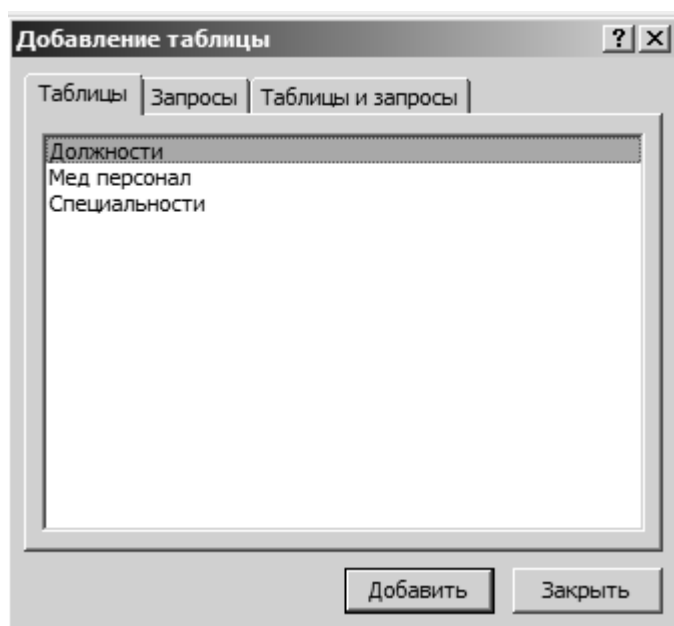 Добавление таблицы
Таблицы Запросы Таблицы и запросы
Должности
Мед персонал
Специальности
Добавить Закрыть